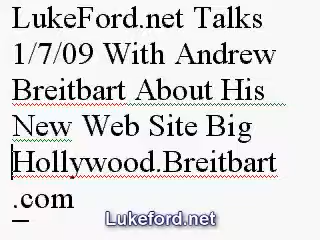 LukeFord.net Talks
1/7/09 With Andrew
Breitbart About His
New Web Site Big
Hollywood.Breitbart
.com
Lukeford.net